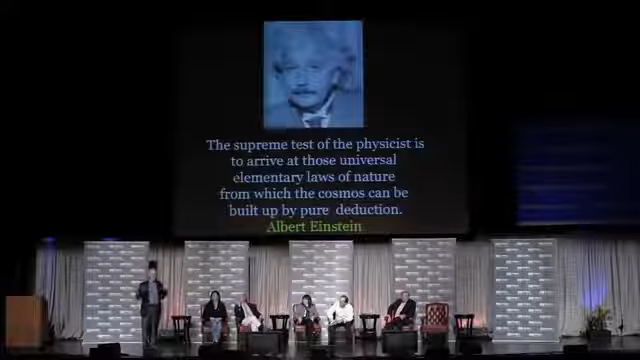 The supreme test of the physicist is
to arrive at those universal
elementary laws of nature
from which the cosmos can be
built up by pure deduction.
Albert Einstein